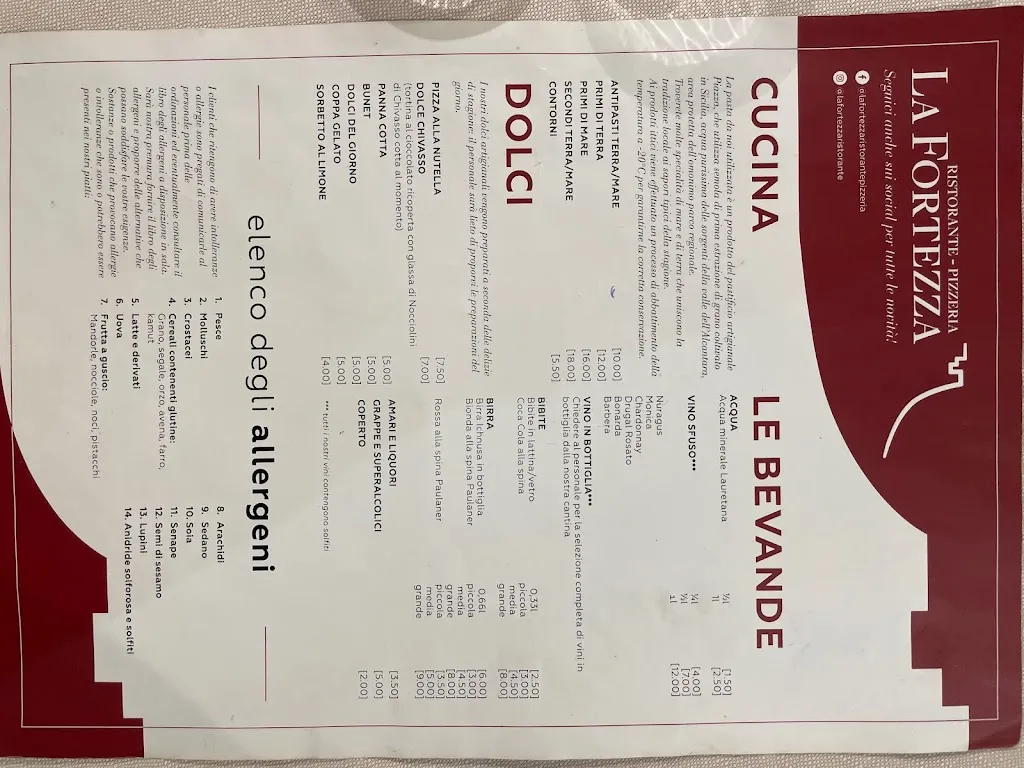 RISTORANTE - PIZZERIA
LA FORTEZZA
Seguici anche sui social per tutte le novità!
@lafortezzaristorantepizzeria
@lafortezzaristorante
CUCINA
La pasta da noi utilizzata è un prodotto del pastificio artigianale
Piazza, che utilizza semola di prima estrazione di grano coltivato
in Sicilia, acqua purissima delle sorgenti della valle dell'Alcantara,
area protetta dell'omonimo parco regionale.
Troverete molte specialità di mare e di terra che uniscono la
tradizione locale ai sapori tipici della stagione.
Ai prodotti ittici viene effettuato un processo di abbattimento della
temperatura a -20°C per garantirne la corretta conservazione.
ANTIPASTI TERRA/MARE [10.00]
PRIMI DI TERRA [12.00]
PRIMI DI MARE [16.00]
SECONDI TERRA/MARE [18.00]
CONTORNI [5.50]
DOLCI
I nostri dolci artigianali vengono preparati a seconda delle delizie
di stagione: il personale sarà lieto di proporvi le preparazioni del
giorno.
PIZZA ALLA NUTELLA [7.50]
DOLCE CHIVASSO [7.00]
(tortina al cioccolato ricoperta con glassa di Nocciolini
di Chivasso cotta al momento)
PANNA COTTA [5.00]
BUNET [5.00]
DOLCI DEL GIORNO [5.00]
COPPA GELATO [5.00]
SORBETTO AL LIMONE [4.00]
LE BEVANDE
ACQUA
Acqua minerale Lauretana ½l [1.50]
1l [2.50]
VINO SFUSO***
¼l [4.00]
½l [7.00]
1l [12.00]
Nuragus
Monica
Chardonnay
Drugal Rosato
Bonarda
Barbera
VINO IN BOTTIGLIA***
Chiedere al personale per la selezione completa di vini in
bottiglia dalla nostra cantina
BIBITE
Bibite in lattina/vetro 0,33l [2.50]
Coca Cola alla spina piccola [3.00]
media [4.50]
grande [8.00]
BIRRA
Birra Ichnusa in bottiglia 0,66l [6.00]
Bionda alla spina Paulaner piccola [3.00]
media [4.50]
grande [8.00]
Rossa alla spina Paulaner piccola [3.50]
media [5.00]
grande [9.00]
AMARI E LIQUORI [3.50]
GRAPPE E SUPERALCOLICI [5.00]
COPERTO [2.00]
*** tutti i nostri vini contengono solfiti
elenco degli allergeni
I clienti che ritengono di avere intolleranze
o allergie sono pregati di comunicarle al
personale prima delle
ordinazioni ed eventualmente consultare il
libro degli allergeni a disposizione in sala.
Sarà nostra premura fornire il libro degli
allergeni e proporre delle alternative che
possano soddisfare le vostre esigenze.
Sostanze o prodotti che provocano allergie
o intolleranze che sono o potrebbero essere
presenti nei nostri piatti:
1. Pesce
2. Molluschi
3. Crostacei
4. Cereali contenenti glutine:
Grano, segale, orzo, avena, farro,
kamut
5. Latte e derivati
6. Uova
7. Frutta a guscio:
Mandorle, nocciole, noci, pistacchi
8. Arachidi
9. Sedano
10. Soia
11. Senape
12. Semi di sesamo
13. Lupini
14. Anidride solforosa e solfiti